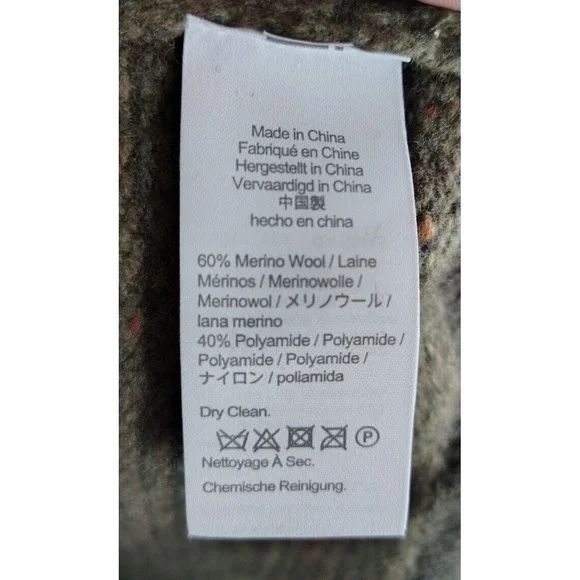 Made in China
Fabriqué en Chine
Hergestellt in China
Vervaardigd in China
中国製
hecho en china
60% Merino Wool / Laine
Mérinos / Merinowolle /
Merinowol / メリノウール /
lana merino
40% Polyamide / Polyamide /
Polyamide / Polyamide /
ナイロン / poliamida
Dry Clean.
P
Nettoyage À Sec.
Chemische Reinigung.